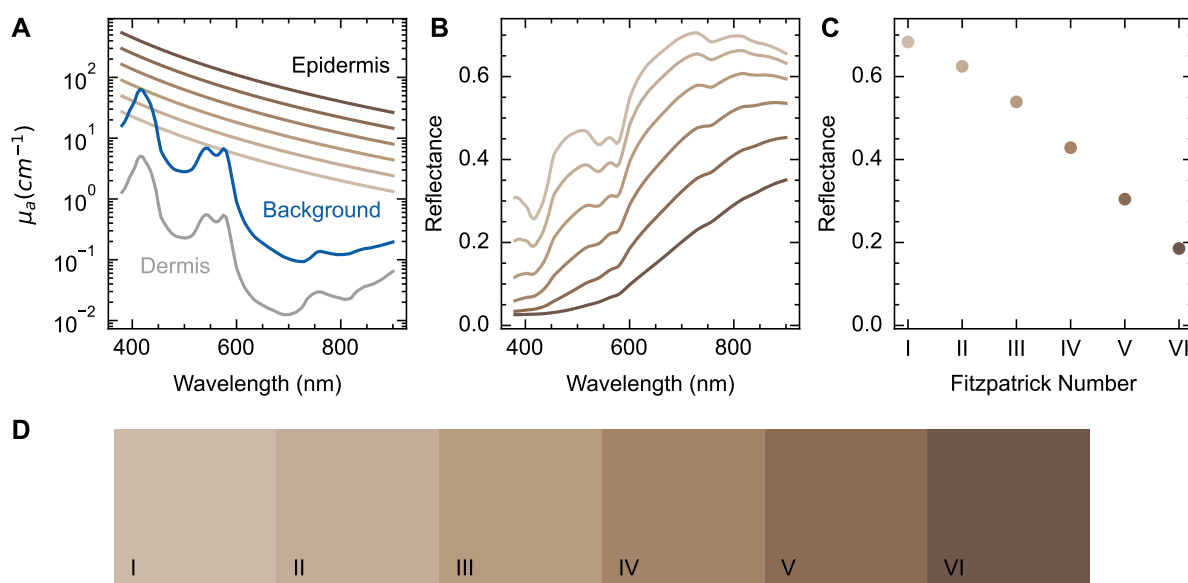 A
μₐ(cm⁻¹)
10²
10¹
10⁰
10⁻¹
10⁻²
Epidermis
Background
Dermis
400 600 800
Wavelength (nm)
B
Reflectance
0.6
0.4
0.2
0.0
400 600 800
Wavelength (nm)
C
Reflectance
0.6
0.4
0.2
0.0
I II III IV V VI
Fitzpatrick Number
D
I II III IV V VI